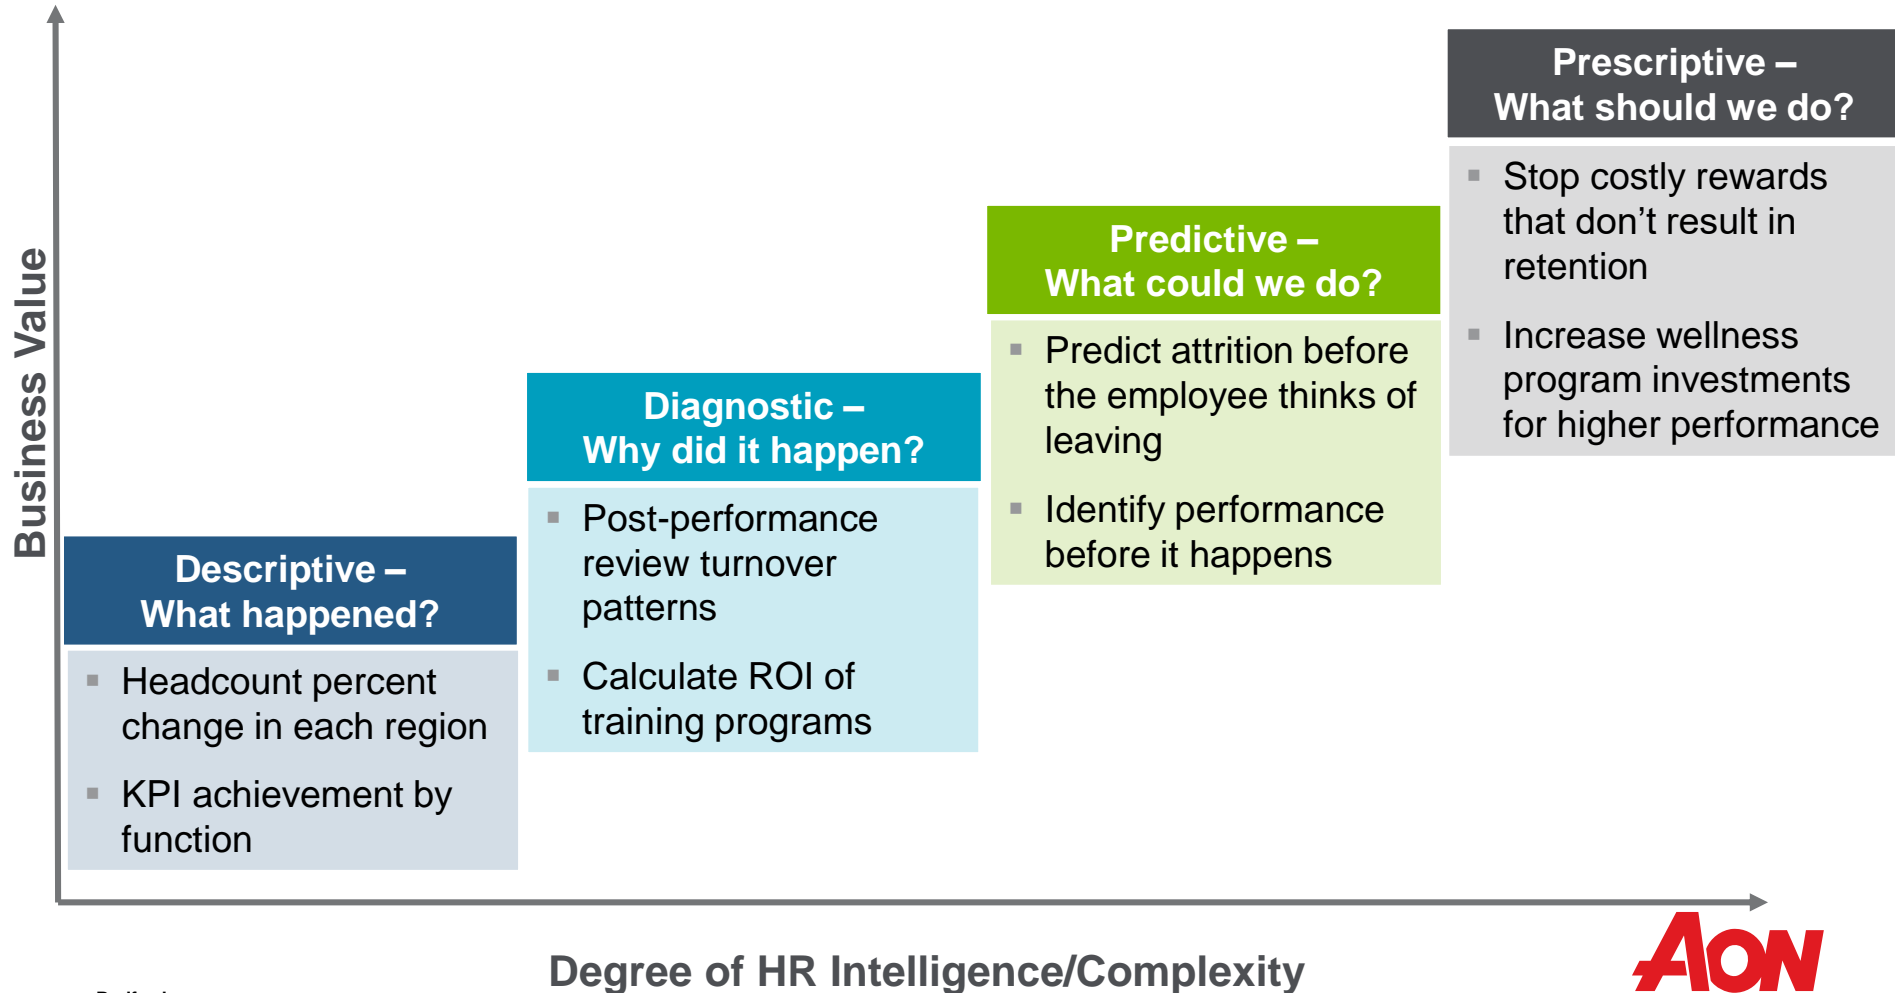 Business Value
Descriptive –
What happened?
▪ Headcount percent
change in each region
▪ KPI achievement by
function
Diagnostic –
Why did it happen?
▪ Post-performance
review turnover
patterns
▪ Calculate ROI of
training programs
Predictive –
What could we do?
▪ Predict attrition before
the employee thinks of
leaving
▪ Identify performance
before it happens
Prescriptive –
What should we do?
▪ Stop costly rewards
that don’t result in
retention
▪ Increase wellness
program investments
for higher performance
Degree of HR Intelligence/Complexity
AON